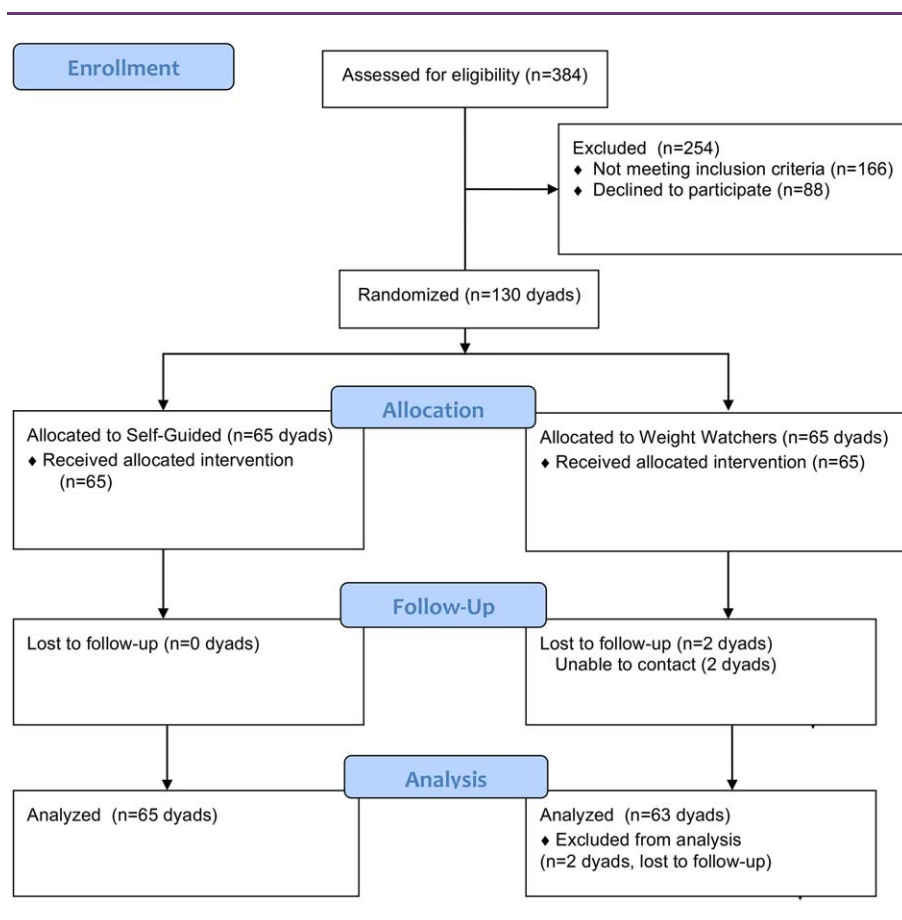 Enrollment
Assessed for eligibility (n=384)
Excluded (n=254)
♦ Not meeting inclusion criteria (n=166)
♦ Declined to participate (n=88)
Randomized (n=130 dyads)
Allocation
Allocated to Self-Guided (n=65 dyads)
♦ Received allocated intervention
(n=65)
Allocated to Weight Watchers (n=65 dyads)
♦ Received allocated intervention (n=65)
Follow-Up
Lost to follow-up (n=0 dyads)
Lost to follow-up (n=2 dyads)
Unable to contact (2 dyads)
Analysis
Analyzed (n=65 dyads)
Analyzed (n=63 dyads)
♦ Excluded from analysis
(n=2 dyads, lost to follow-up)